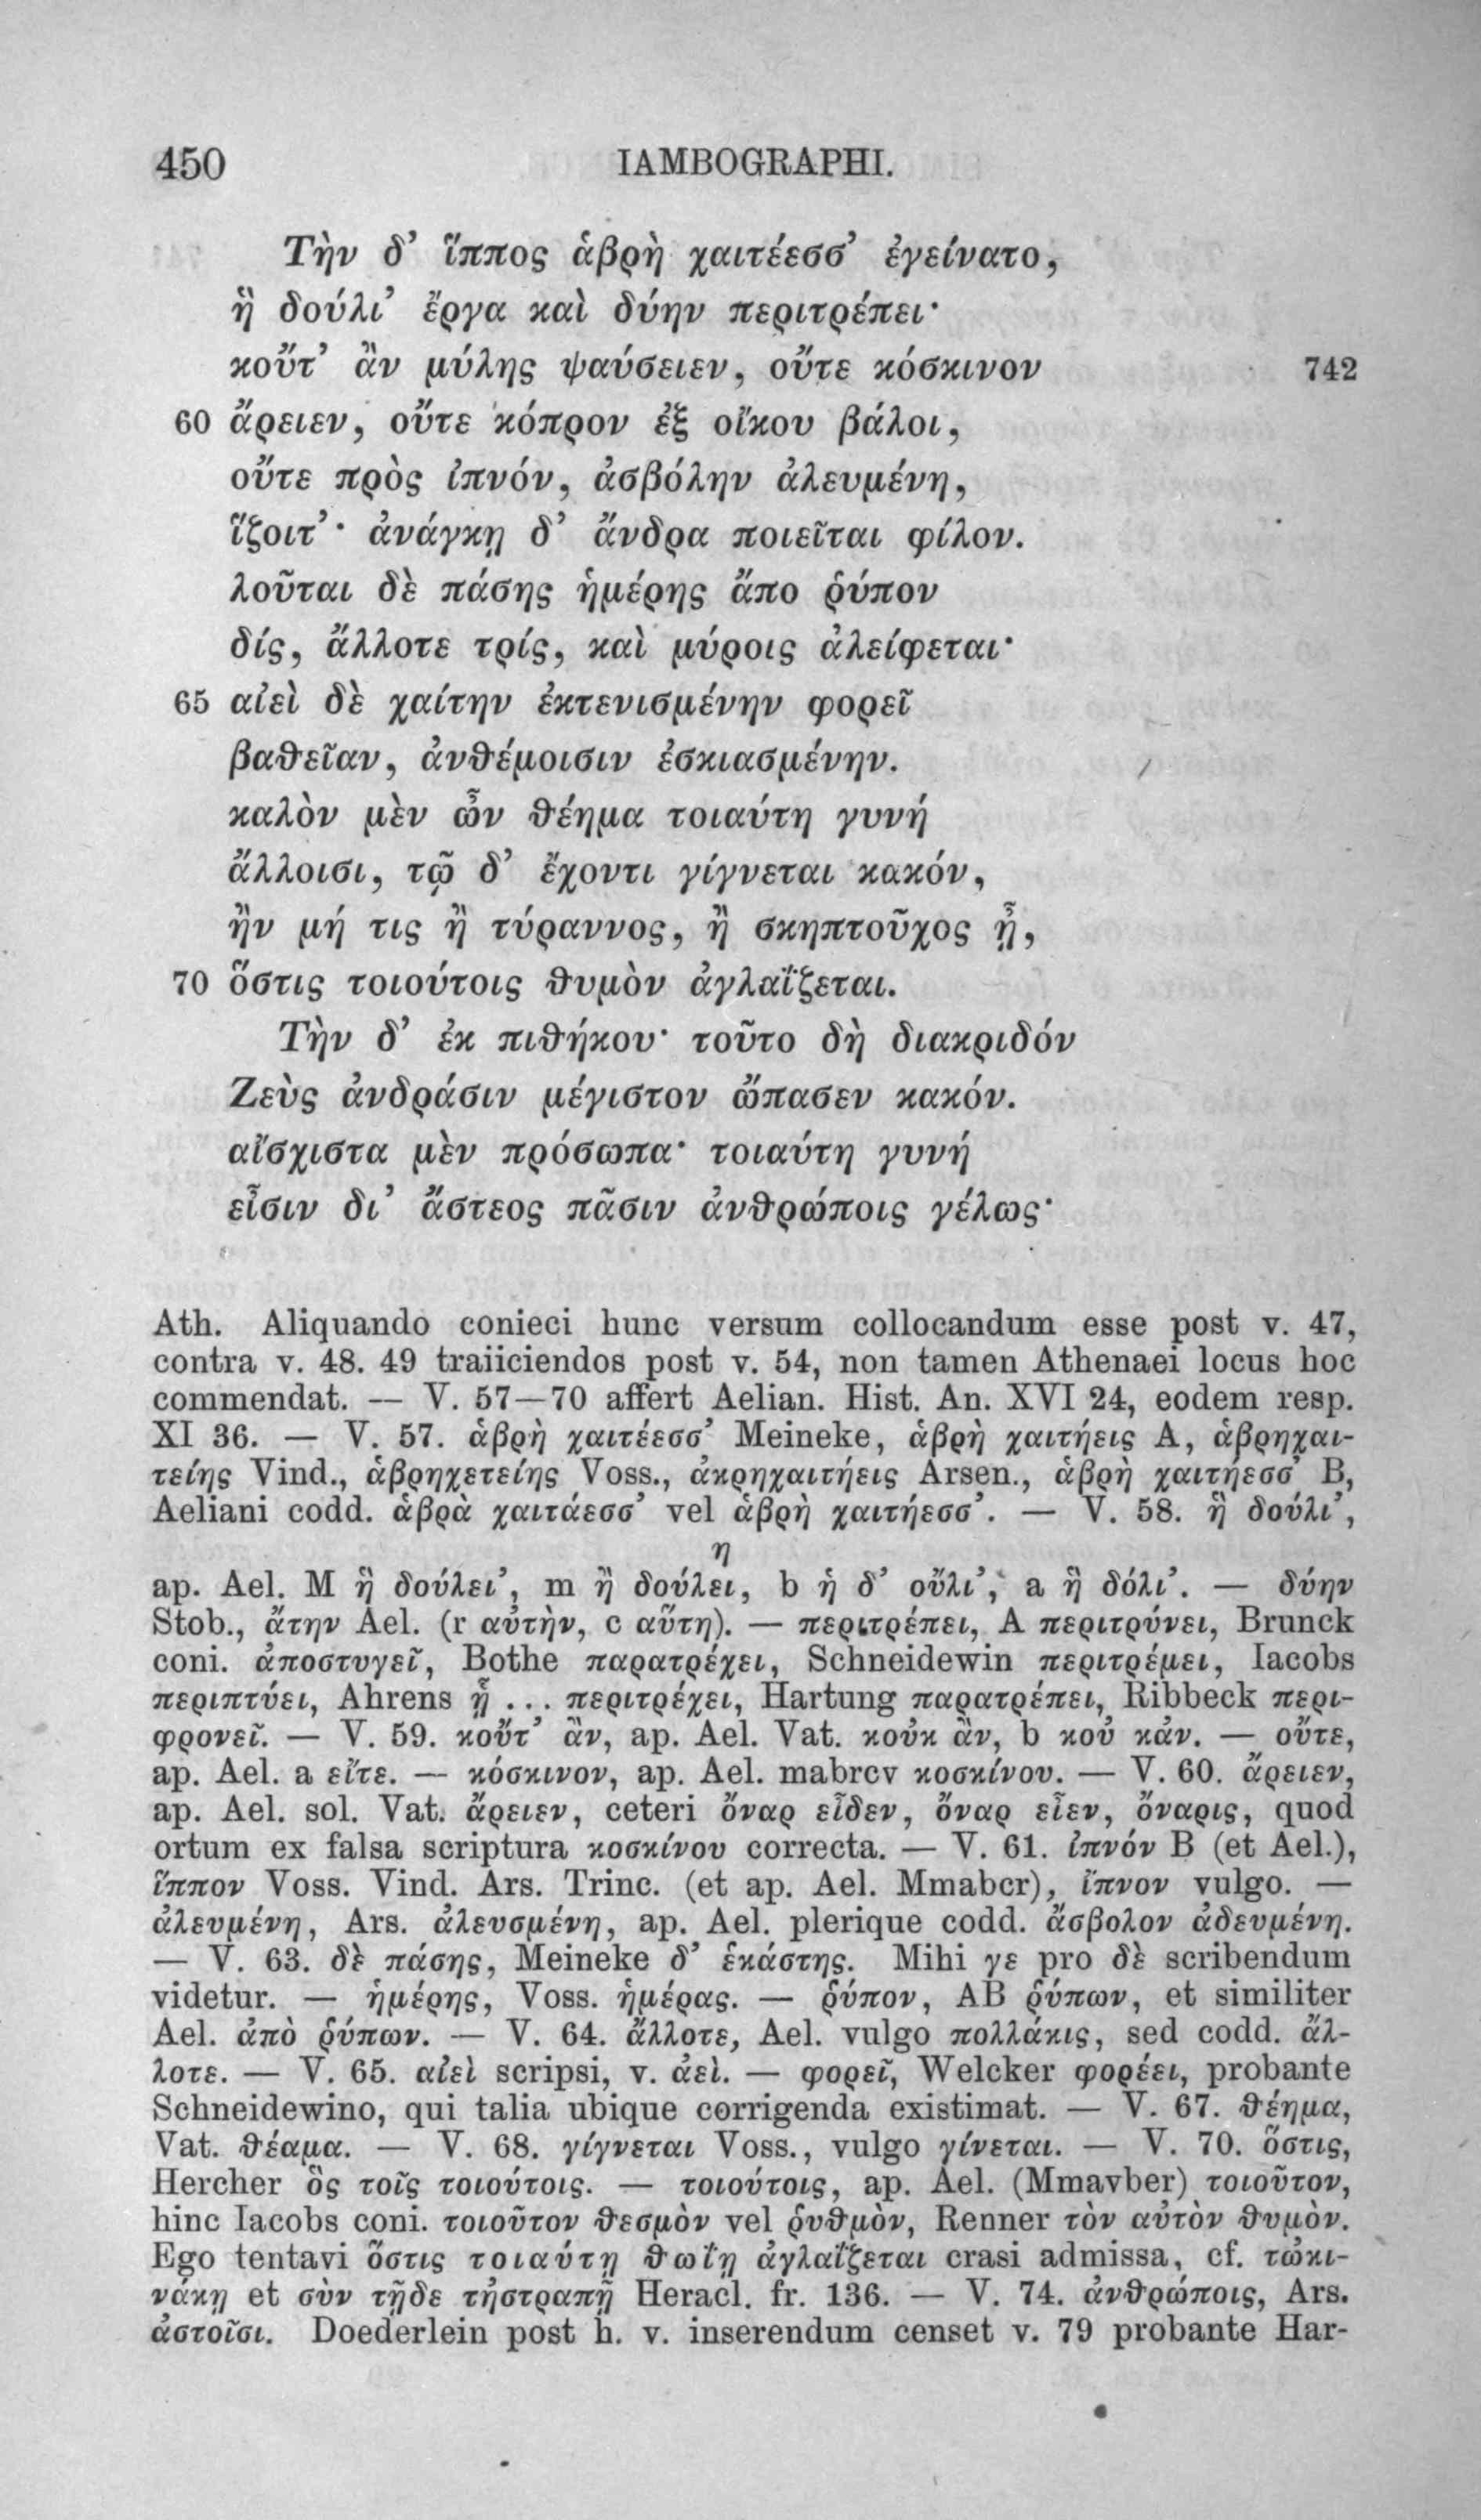 450
IAMBOGRAPHI.
Τὴν δ’ ἵππος ἁβρὴ χαιτέεσσ’ ἐγείνατο,
ἣ δούλι’ ἔργα καὶ δύην περιτρέπει·
κοὔτ’ ἂν μύλης ψαύσειεν, οὔτε κόσκινον
742
60 ἄρειεν, οὔτε κόπρον ἐξ οἴκου βάλοι,
οὔτε πρὸς ἰπνόν, ἀσβόλην ἀλευμένη,
ἵζοιτ’· ἀνάγκῃ δ’ ἄνδρα ποιεῖται φίλον.
λοῦται δὲ πάσης ἡμέρης ἄπο ῥύπον
δίς, ἄλλοτε τρίς, καὶ μύροις ἀλείφεται·
65 αἰεὶ δὲ χαίτην ἐκτενισμένην φορεῖ
βαθεῖαν, ἀνθέμοισιν ἐσκιασμένην.
καλὸν μὲν ὦν θέημα τοιαύτη γυνή
ἄλλοισι, τῷ δ’ ἔχοντι γίγνεται κακόν,
ἢν μή τις ἢ τύραννος, ἢ σκηπτοῦχος ᾖ,
70 ὅστις τοιούτοις θυμὸν ἀγλαΐζεται.
Τὴν δ’ ἐκ πιθήκου· τοῦτο δὴ διακριδόν
Ζεὺς ἀνδράσιν μέγιστον ὤπασεν κακόν.
αἴσχιστα μὲν πρόσωπα· τοιαύτη γυνή
εἶσιν δι’ ἄστεος πᾶσιν ἀνθρώποις γέλως·
Ath. Aliquando conieci hunc versum collocandum esse post v. 47,
contra v. 48. 49 traiiciendos post v. 54, non tamen Athenaei locus hoc
commendat. — V. 57—70 affert Aelian. Hist. An. XVI 24, eodem resp.
XI 36. — V. 57. ἁβρὴ χαιτέεσσ’ Meineke, ἁβρὴ χαιτήεις A, ἁβρηχαι-
τείης Vind., ἁβρηχετείης Voss., ἀκρηχαιτήεις Arsen., ἁβρὴ χαιτήεσσ’ B,
Aeliani codd. ἁβρὰ χαιτάεσσ’ vel ἁβρὴ χαιτήεσσ’. — V. 58. ἣ δούλι’,
η
ap. Ael. M ἣ δούλει’, m ἢ δούλει, b ἡ δ’ οὔλι’, a ἣ δόλι’. — δύην
Stob., ἄτην Ael. (r αὐτὴν, c αὕτη). — περιτρέπει, A περιτρύνει, Brunck
coni. ἀποστυγεῖ, Bothe παρατρέχει, Schneidewin περιτρέμει, Iacobs
περιπτύει, Ahrens ᾗ ... περιτρέχει, Hartung παρατρέπει, Ribbeck περι-
φρονεῖ. — V. 59. κοὔτ’ ἂν, ap. Ael. Vat. κοὐκ ἂν, b κοὐ κἀν. — οὔτε,
ap. Ael. a εἴτε. — κόσκινον, ap. Ael. mabrcv κοσκίνου. — V. 60. ἄρειεν,
ap. Ael. sol. Vat. ἄρειεν, ceteri ὄναρ εἶδεν, ὄναρ εἶεν, ὄναρις, quod
ortum ex falsa scriptura κοσκίνου correcta. — V. 61. ἰπνόν B (et Ael.),
ἵππον Voss. Vind. Ars. Trinc. (et ap. Ael. Mmabcr), ἴπνον vulgo. —
ἀλευμένη, Ars. ἀλευσμένη, ap. Ael. plerique codd. ἄσβολον ἀδευμένη.
— V. 63. δὲ πάσης, Meineke δ’ ἑκάστης. Mihi γε pro δὲ scribendum
videtur. — ἡμέρης, Voss. ἡμέρας. — ῥύπον, AB ῥύπων, et similiter
Ael. ἀπὸ ῥύπων. — V. 64. ἄλλοτε, Ael. vulgo πολλάκις, sed codd. ἄλ-
λοτε. — V. 65. αἰεὶ scripsi, v. ἀεὶ. — φορεῖ, Welcker φορέει, probante
Schneidewino, qui talia ubique corrigenda existimat. — V. 67. θέημα,
Vat. θέαμα. — V. 68. γίγνεται Voss., vulgo γίνεται. — V. 70. ὅστις,
Hercher ὃς τοῖς τοιούτοις. — τοιούτοις, ap. Ael. (Mmavber) τοιοῦτον,
hinc Iacobs coni. τοιοῦτον θεσμὸν vel ῥυθμὸν, Renner τὸν αὐτὸν θυμὸν.
Ego tentavi ὅστις τοιαύτῃ θωΐῃ ἀγλαΐζεται crasi admissa, cf. τὠκι-
νάκῃ et σὺν τῇδε τἠστραπῇ Heracl. fr. 136. — V. 74. ἀνθρώποις, Ars.
ἀστοῖσι. Doederlein post h. v. inserendum censet v. 79 probante Har-